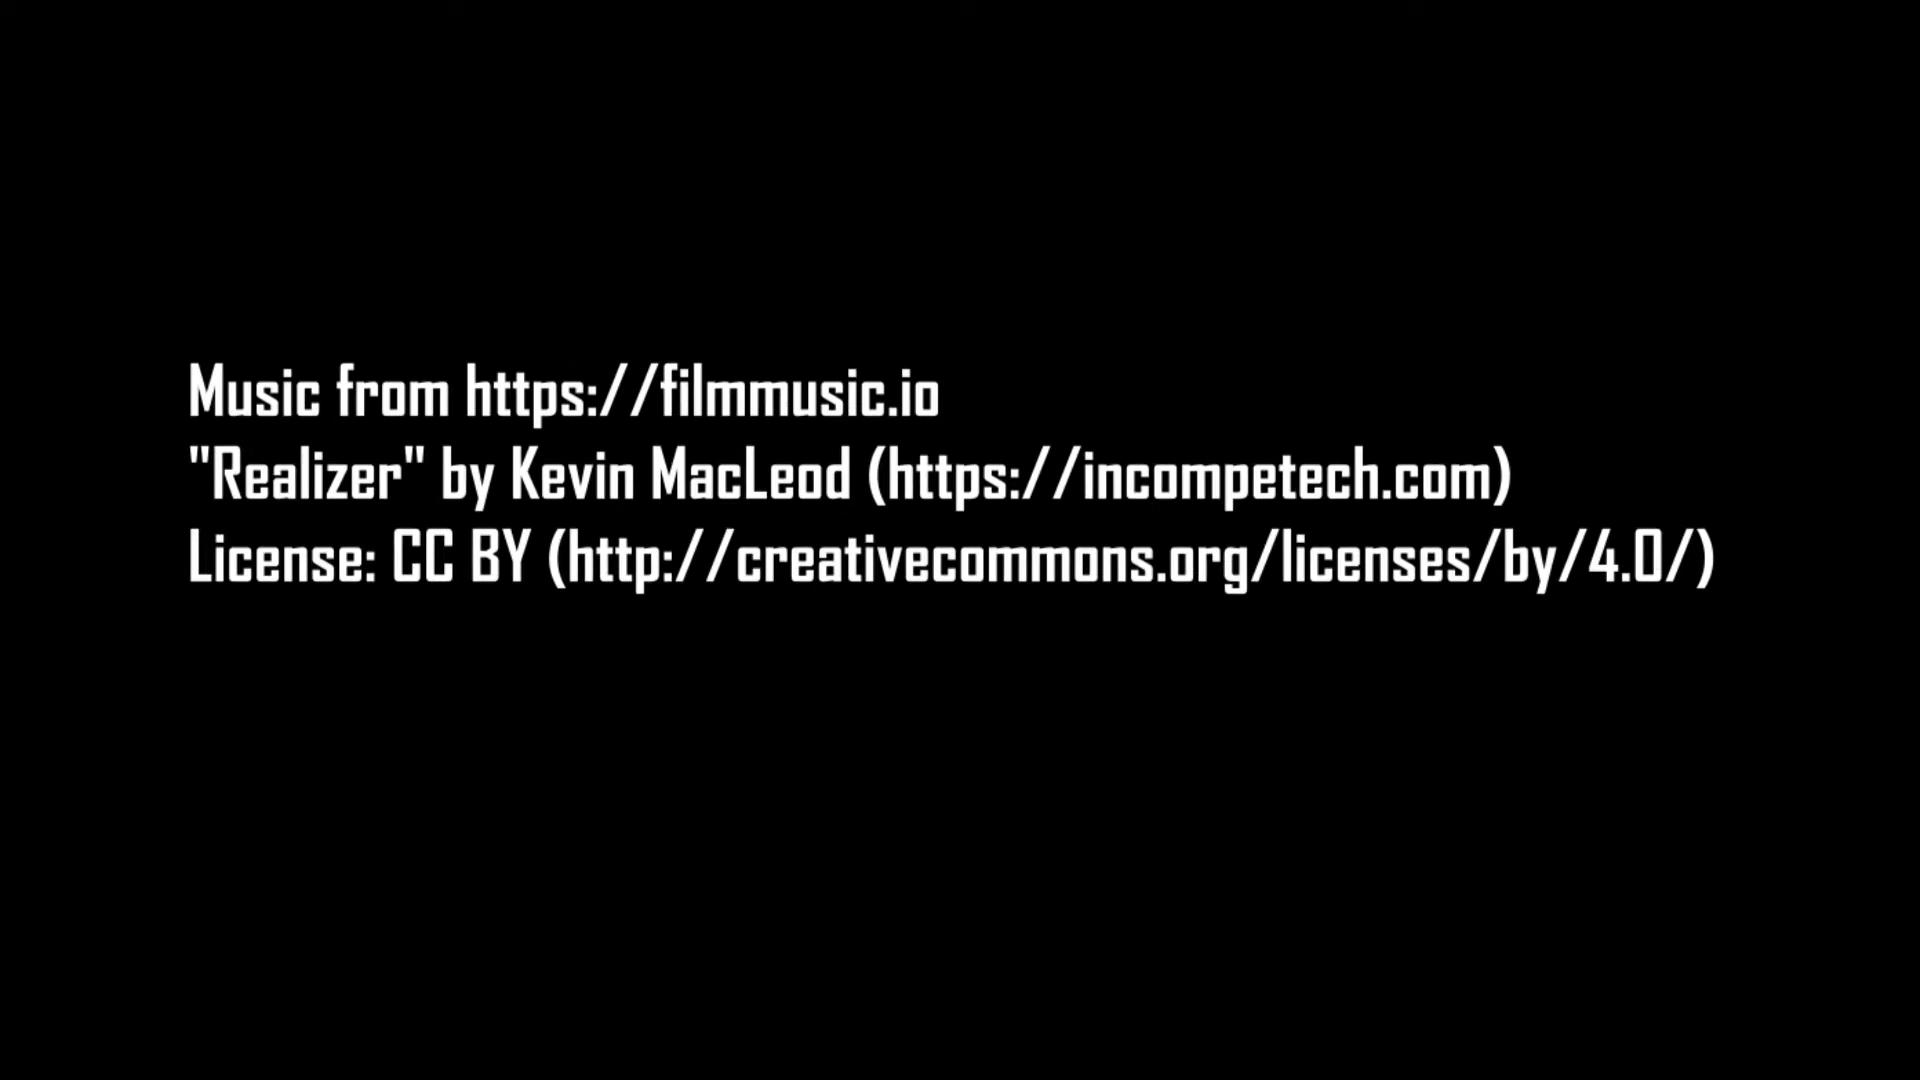 Music from https://filmmusic.io
"Realizer" by Kevin MacLeod (https://incompetech.com)
License: CC BY (http://creativecommons.org/licenses/by/4.0/)